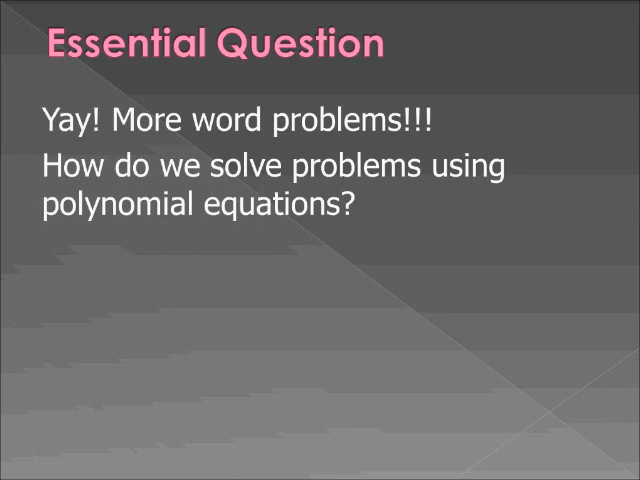 Essential Question
Yay! More word problems!!!
How do we solve problems using
polynomial equations?